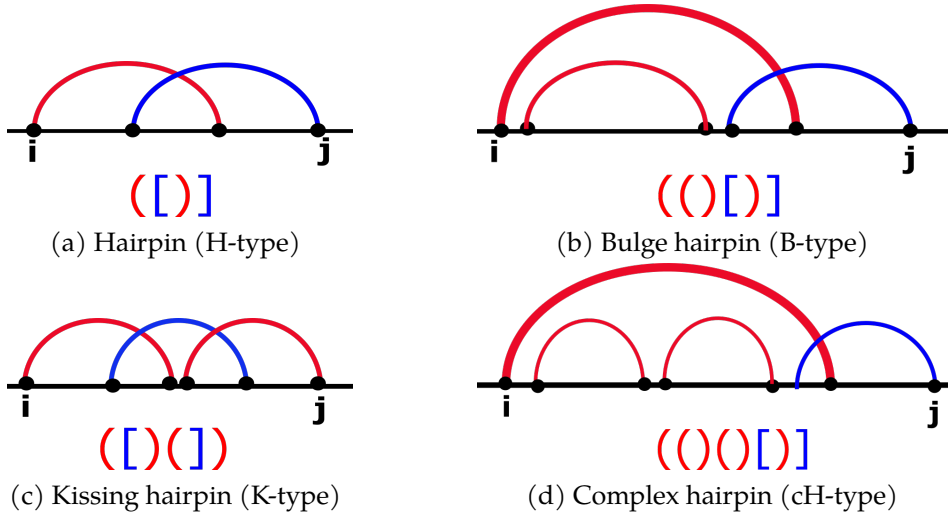 i j
([)]
(a) Hairpin (H-type)
i j
(()[)]
(b) Bulge hairpin (B-type)
i j
([)(])
(c) Kissing hairpin (K-type)
i j
(()()[)]
(d) Complex hairpin (cH-type)